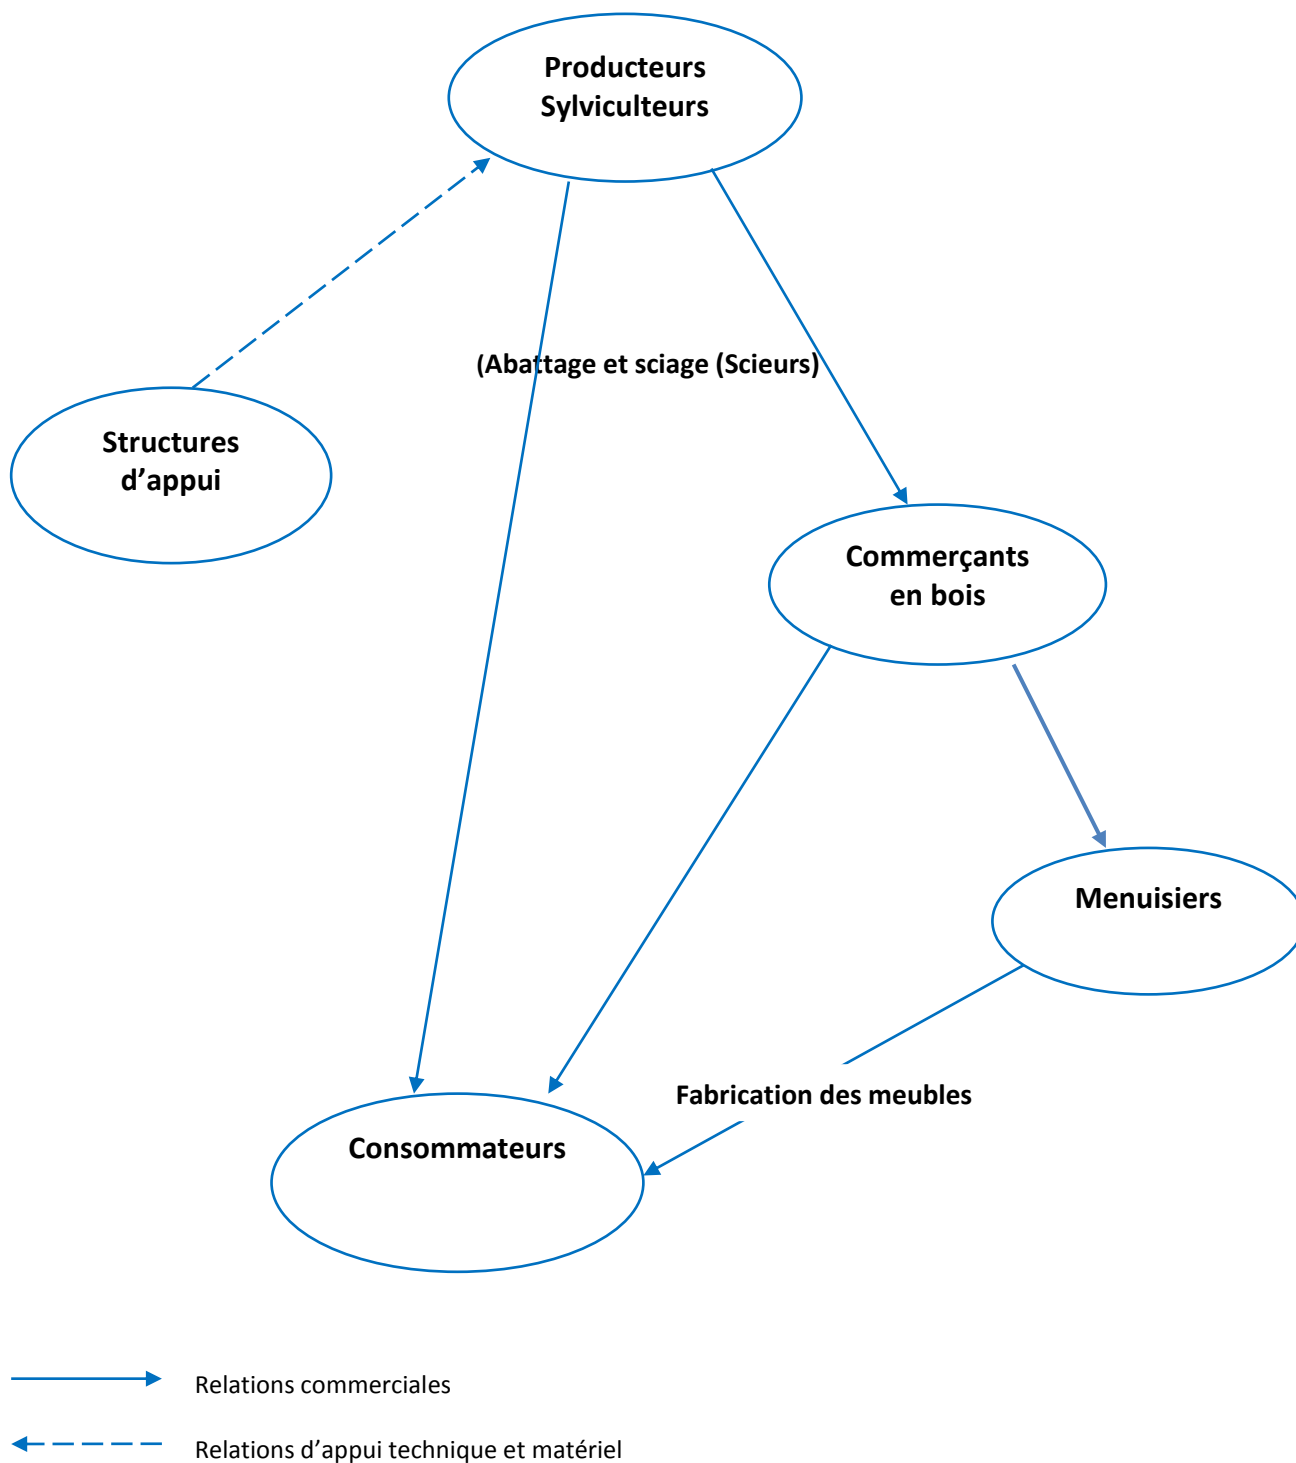 Producteurs
Sylviculteurs
(Abattage et sciage (Scieurs)
Structures
d’appui
Commerçants
en bois
Menuisiers
Fabrication des meubles
Consommateurs
Relations commerciales
Relations d’appui technique et matériel